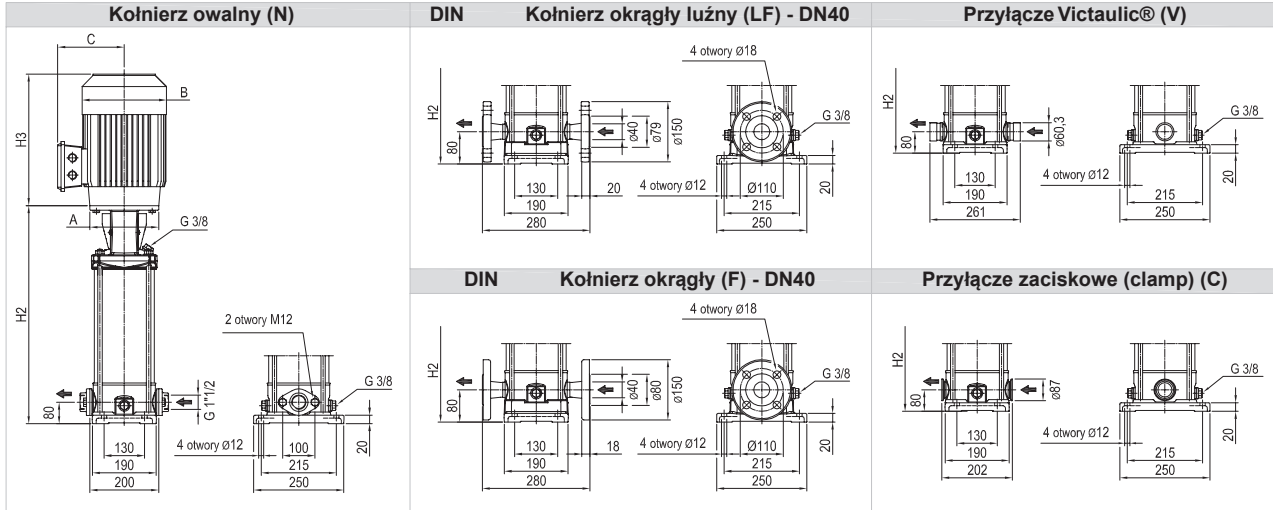 Kołnierz owalny (N)
C
B
H3
A
G 3/8
H2
80
G 1"1/2
130
190
200
2 otwory M12
G 3/8
4 otwory Ø12
100
20
215
250
DIN Kołnierz okrągły luźny (LF) - DN40
4 otwory Ø18
H2
80
ø40
ø79
ø150
G 3/8
130
20
190
280
4 otwory Ø12
Ø110
20
215
250
DIN Kołnierz okrągły (F) - DN40
4 otwory Ø18
H2
80
ø40
ø80
ø150
G 3/8
130
18
190
280
4 otwory Ø12
Ø110
20
215
250
Przyłącze Victaulic® (V)
H2
80
ø60,3
G 3/8
130
190
261
4 otwory Ø12
20
215
250
Przyłącze zaciskowe (clamp) (C)
H2
80
ø87
G 3/8
130
190
202
4 otwory Ø12
20
215
250